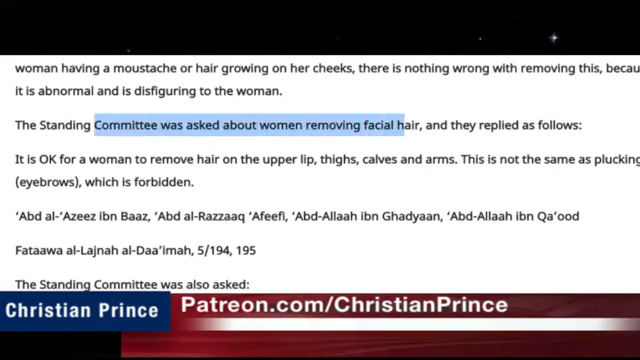 woman having a moustache or hair growing on her cheeks, there is nothing wrong with removing this, becau
it is abnormal and is disfiguring to the woman.
The Standing Committee was asked about women removing facial hair, and they replied as follows:
It is OK for a woman to remove hair on the upper lip, thighs, calves and arms. This is not the same as plucking
(eyebrows), which is forbidden.
‘Abd al-‘Azeez ibn Baaz, ‘Abd al-Razzaaq ‘Afeefi, ‘Abd-Allaah ibn Ghadyaan, ‘Abd-Allaah ibn Qa’ood
Fataawa al-Lajnah al-Daa’imah, 5/194, 195
The Standing Committee was also asked:
Christian Prince
Patreon.com/ChristianPrince